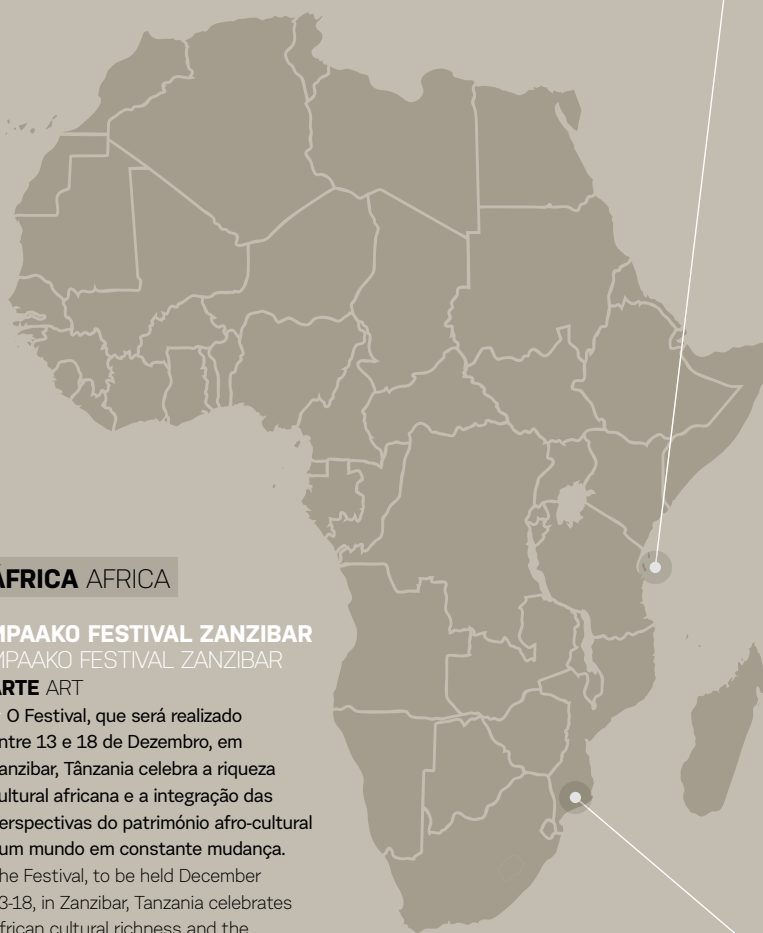 ÁFRICA AFRICA
MPAAKO FESTIVAL ZANZIBAR
MPAAKO FESTIVAL ZANZIBAR
ARTE ART
O Festival, que será realizado
ntre 13 e 18 de Dezembro, em
anzibar, Tânzania celebra a riqueza
ultural africana e a integração das
erspectivas do património afro-cultural
um mundo em constante mudança.
he Festival, to be held December
3-18, in Zanzibar, Tanzania celebrates
frican cultural richness and the